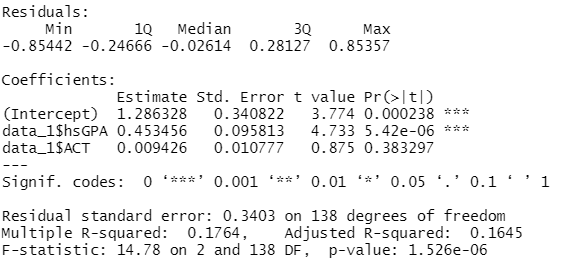 Residuals:
     Min       1Q   Median       3Q      Max
-0.85442 -0.24666 -0.02614  0.28127  0.85357

Coefficients:
             Estimate Std. Error t value Pr(>|t|)
(Intercept)  1.286328   0.340822   3.774 0.000238 ***
data_1$hsGPA 0.453456   0.095813   4.733 5.42e-06 ***
data_1$ACT   0.009426   0.010777   0.875 0.383297
---
Signif. codes:  0 ‘***’ 0.001 ‘**’ 0.01 ‘*’ 0.05 ‘.’ 0.1 ‘ ’ 1

Residual standard error: 0.3403 on 138 degrees of freedom
Multiple R-squared:  0.1764,    Adjusted R-squared:  0.1645
F-statistic: 14.78 on 2 and 138 DF,  p-value: 1.526e-06